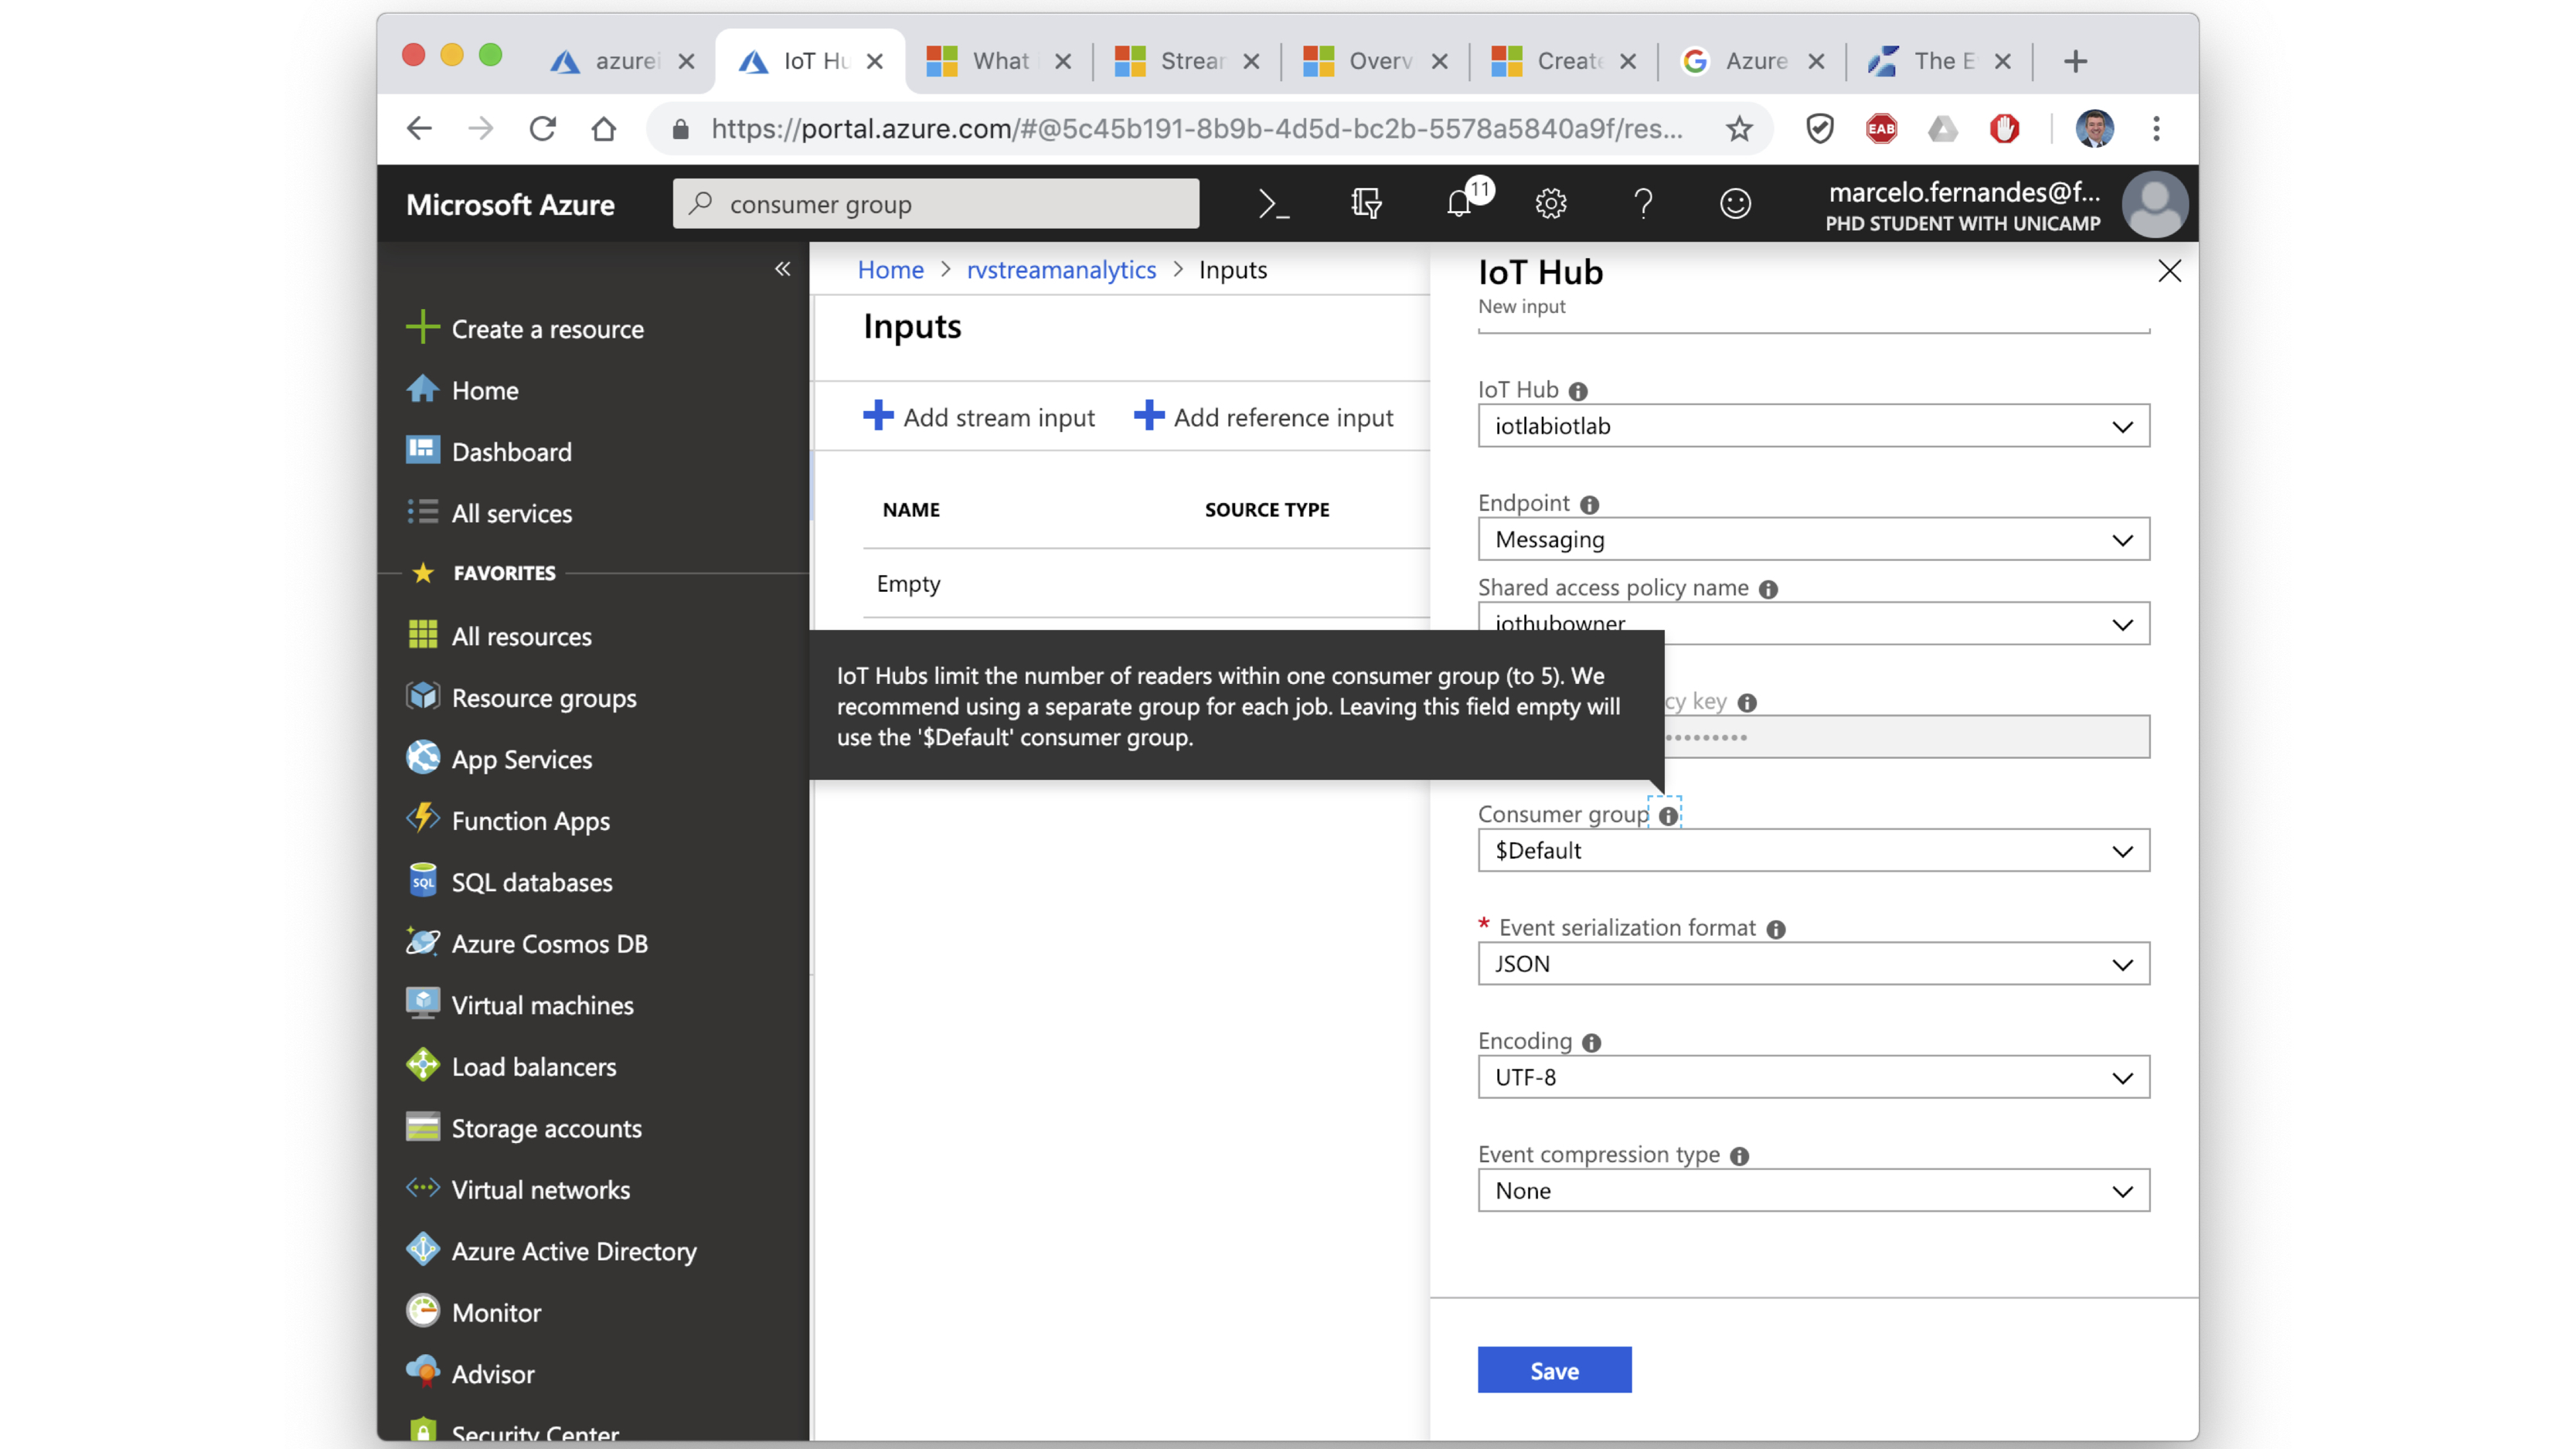 azurei
IoT Hu
What
Strear
Overv
Create
Azure
The E
https://portal.azure.com/#@5c45b191-8b9b-4d5d-bc2b-5578a5840a9f/res...
EAB
Microsoft Azure
consumer group
11
marcelo.fernandes@f...
PHD STUDENT WITH UNICAMP
Create a resource
Home
Dashboard
All services
FAVORITES
All resources
Resource groups
App Services
Function Apps
SQL
SQL databases
Azure Cosmos DB
Virtual machines
Load balancers
Storage accounts
Virtual networks
Azure Active Directory
Monitor
Advisor
Security Center
Home > rvstreamanalytics > Inputs
Inputs
Add stream input
Add reference input
NAME
SOURCE TYPE
Empty
IoT Hubs limit the number of readers within one consumer group (to 5). We
recommend using a separate group for each job. Leaving this field empty will
use the '$Default' consumer group.
IoT Hub
New input
IoT Hub
iotlabiotlab
Endpoint
Messaging
Shared access policy name
iothubowner
cy key
Consumer group
$Default
* Event serialization format
JSON
Encoding
UTF-8
Event compression type
None
Save